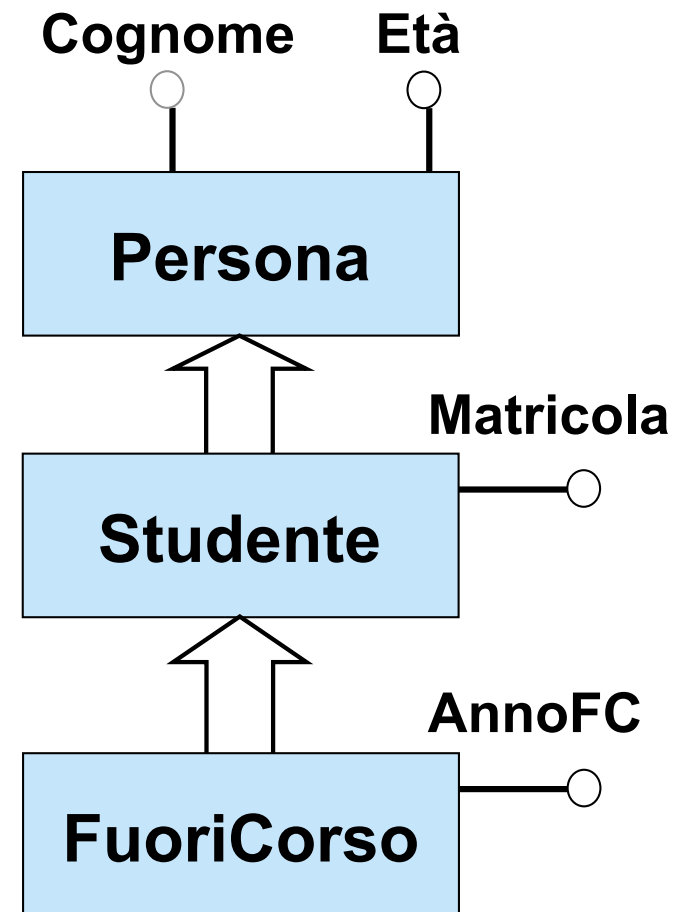 Cognome Età
Persona
Matricola
Studente
AnnoFC
FuoriCorso